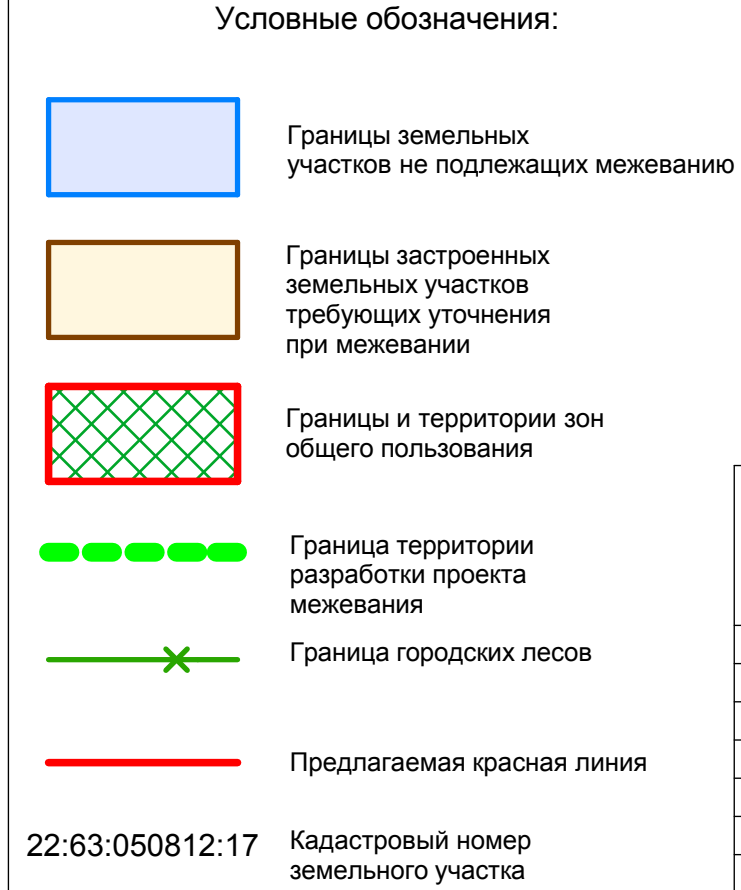 Условные обозначения:
Границы земельных
участков не подлежащих межеванию
Границы застроенных
земельных участков
требующих уточнения
при межевании
Границы и территории зон
общего пользования
Граница территории
разработки проекта
межевания
Граница городских лесов
Предлагаемая красная линия
22:63:050812:17
Кадастровый номер
земельного участка